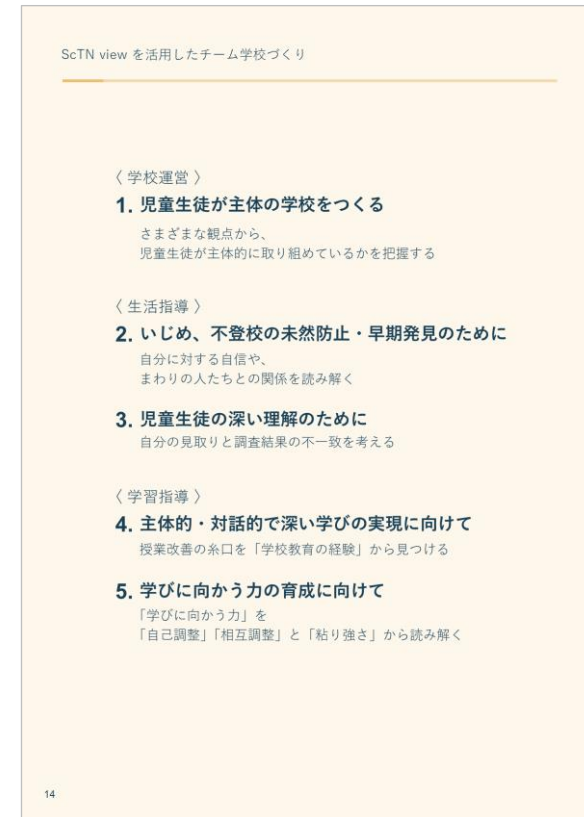 ScTN view を活用したチーム学校づくり
〈 学校運営 〉
1. 児童生徒が主体の学校をつくる
さまざまな観点から、
児童生徒が主体的に取り組めているかを把握する
〈 生活指導 〉
2. いじめ、不登校の未然防止・早期発見のために
自分に対する自信や、
まわりの人たちとの関係を読み解く
3. 児童生徒の深い理解のために
自分の見取りと調査結果の不一致を考える
〈 学習指導 〉
4. 主体的・対話的で深い学びの実現に向けて
授業改善の糸口を「学校教育の経験」から見つける
5. 学びに向かう力の育成に向けて
「学びに向かう力」を
「自己調整」「相互調整」と「粘り強さ」から読み解く
14